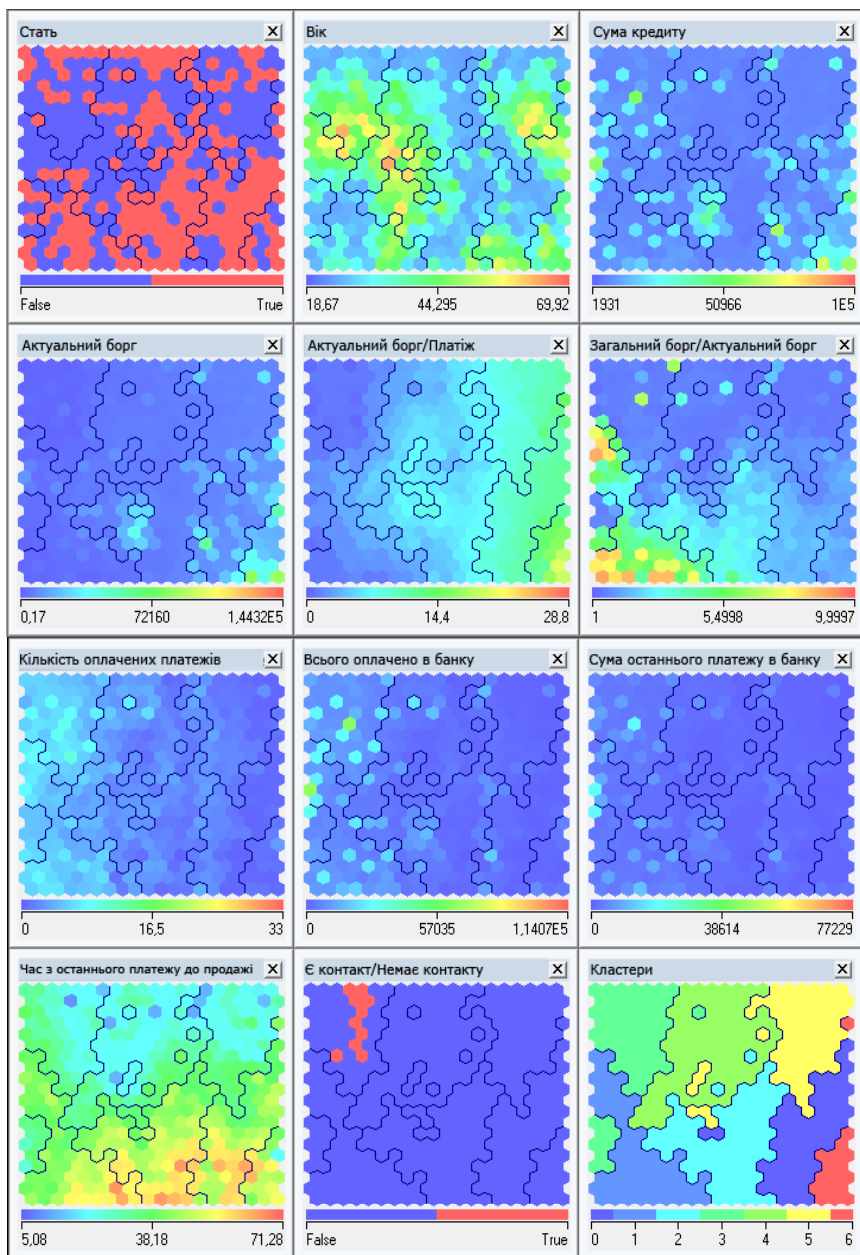 Стать
Вік
Сума кредиту
False True
18,67 44,295 69,92
1931 50966 1E5
Актуальний борг
Актуальний борг/Платіж
Загальний борг/Актуальний борг
0,17 72160 1,4432E5
0 14,4 28,8
1 5,4998 9,9997
Кількість оплачених платежів
Всього оплачено в банку
Сума останнього платежу в банку
0 16,5 33
0 57035 1,1407E5
0 38614 77229
Час з останнього платежу до продажі
Є контакт/Немає контакту
Кластери
5,08 38,18 71,28
False True
0 1 2 3 4 5 6